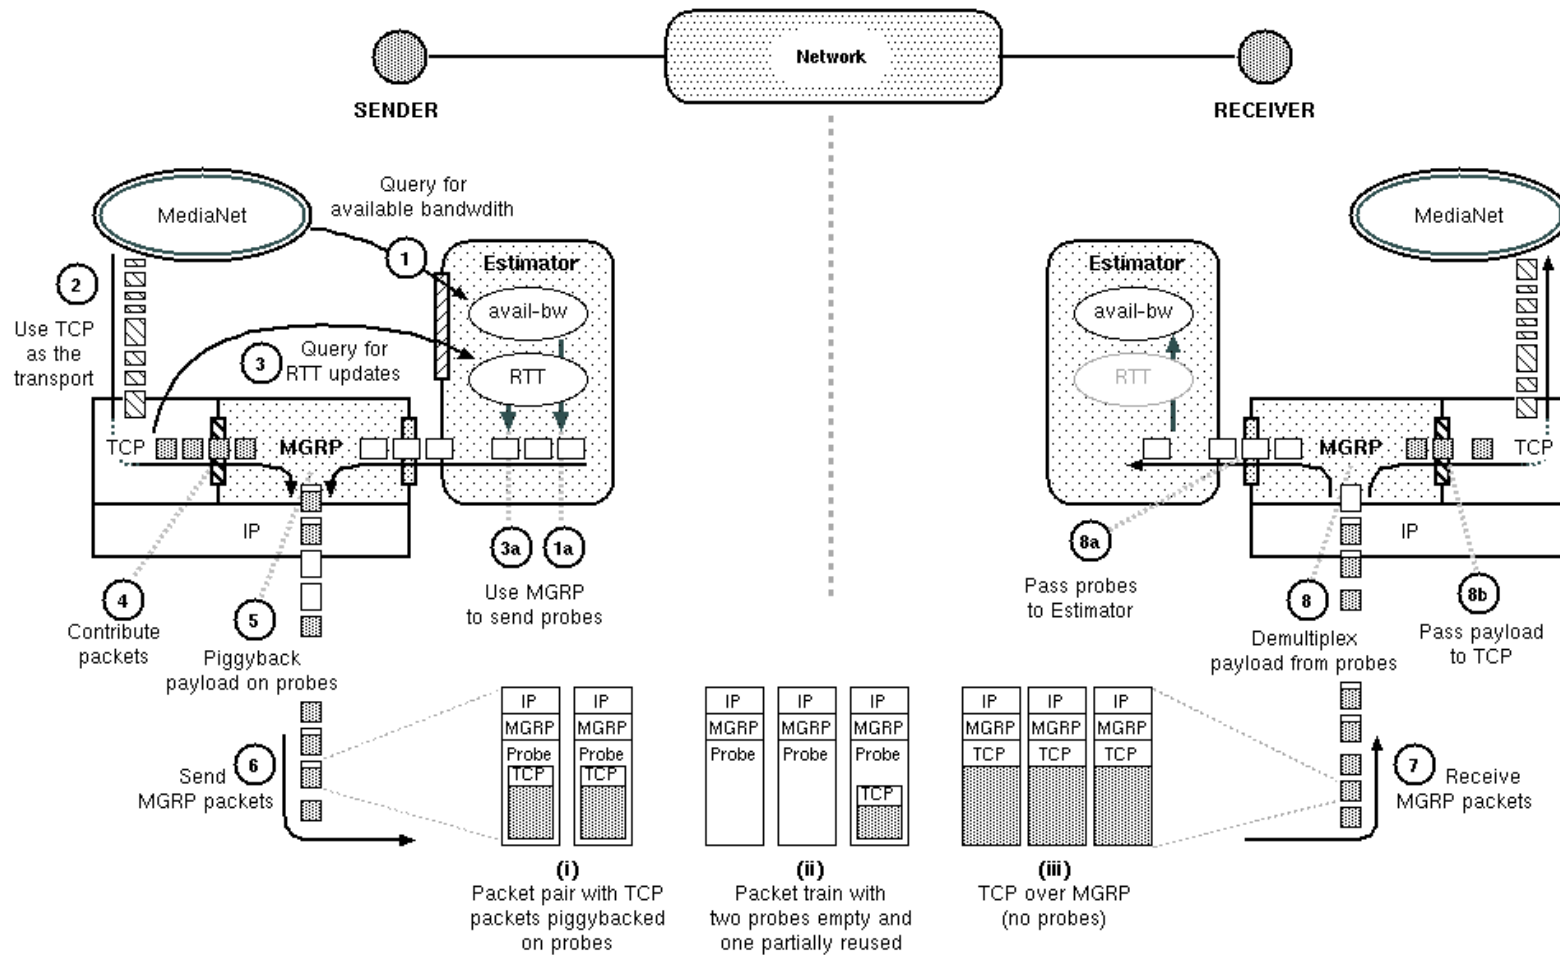 Network
SENDER
RECEIVER
MediaNet
Query for
available bandwdith
1
2
Use TCP
as the
transport
Estimator
avail-bw
RTT
3
Query for
RTT updates
TCP
MGRP
IP
3a
1a
Use MGRP
to send probes
4
Contribute
packets
5
Piggyback
payload on probes
6
Send
MGRP packets
MediaNet
Estimator
avail-bw
RTT
MGRP
TCP
IP
8a
Pass probes
to Estimator
8
Demultiplex
payload from probes
8b
Pass payload
to TCP
7
Receive
MGRP packets
IP IP
MGRP MGRP
Probe Probe
TCP TCP
(i)
Packet pair with TCP
packets piggybacked
on probes
IP IP IP
MGRP MGRP MGRP
Probe Probe Probe
TCP
(ii)
Packet train with
two probes empty and
one partially reused
IP IP IP
MGRP MGRP MGRP
TCP TCP TCP
(iii)
TCP over MGRP
(no probes)